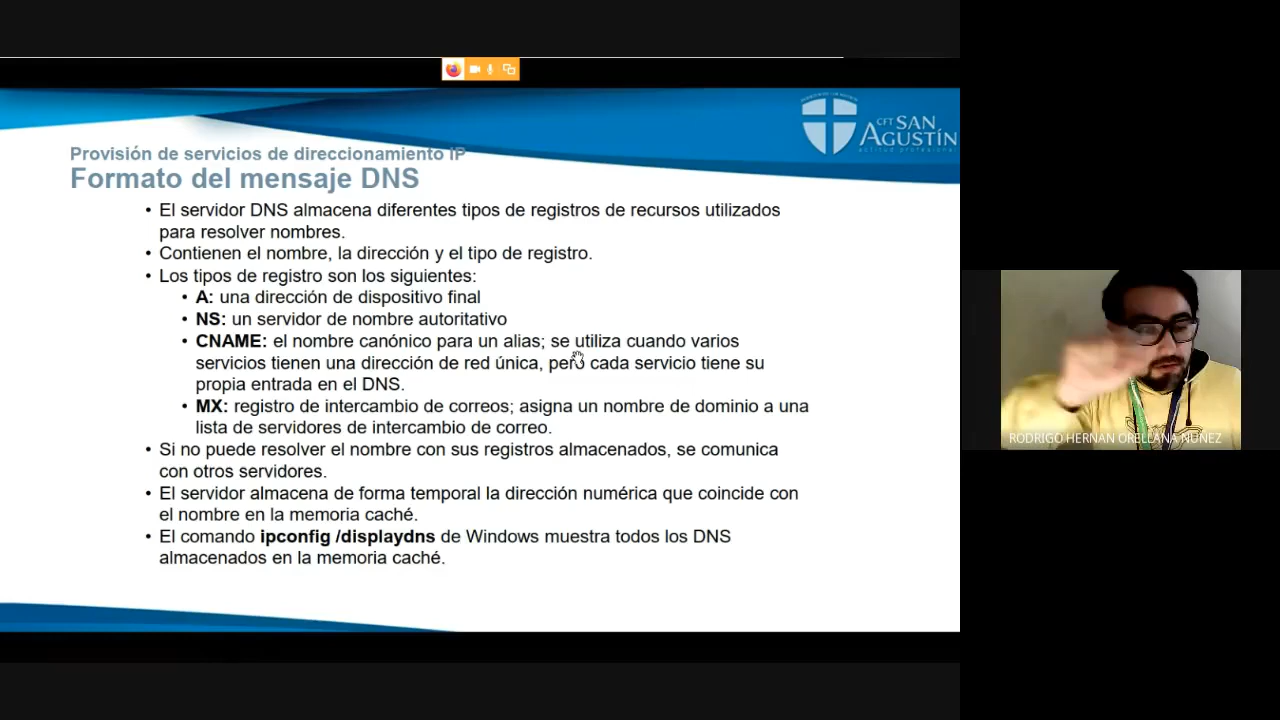 CFT SAN
AGUSTÍN
Provisión de servicios de direccionamiento IP
Formato del mensaje DNS
• El servidor DNS almacena diferentes tipos de registros de recursos utilizados
para resolver nombres.
• Contienen el nombre, la dirección y el tipo de registro.
• Los tipos de registro son los siguientes:
• A: una dirección de dispositivo final
• NS: un servidor de nombre autoritativo
• CNAME: el nombre canónico para un alias; se utiliza cuando varios
servicios tienen una dirección de red única, pero cada servicio tiene su
propia entrada en el DNS.
• MX: registro de intercambio de correos; asigna un nombre de dominio a una
lista de servidores de intercambio de correo.
• Si no puede resolver el nombre con sus registros almacenados, se comunica
con otros servidores.
• El servidor almacena de forma temporal la dirección numérica que coincide con
el nombre en la memoria caché.
• El comando ipconfig /displaydns de Windows muestra todos los DNS
almacenados en la memoria caché.
RODRIGO HERNAN ORELLANA NUÑEZ